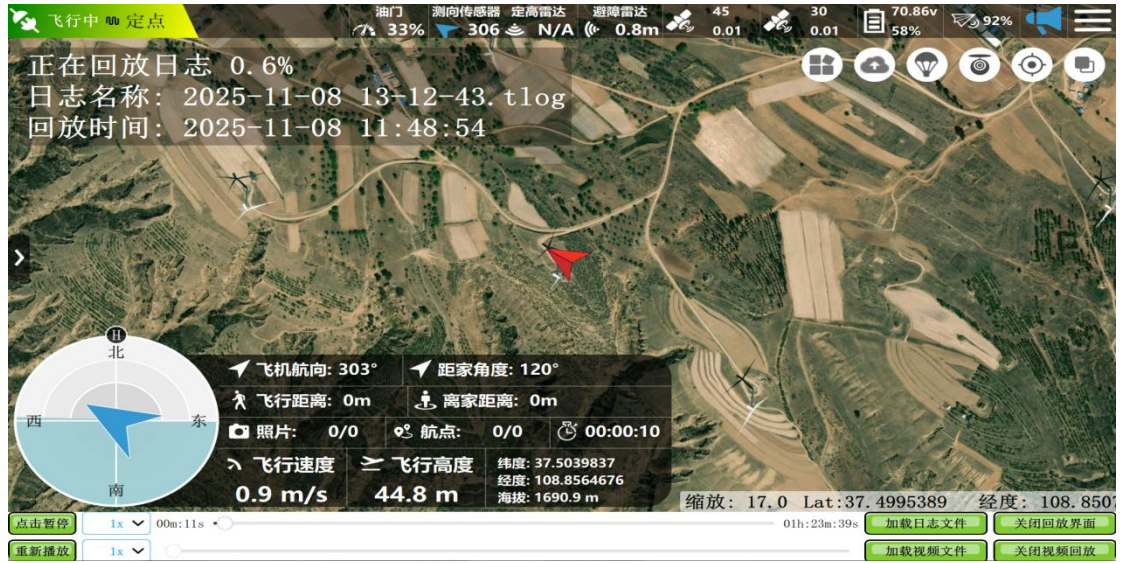 飞行中 定点
油门 测向传感器 定高雷达 避障雷达 45 30 70.86v
33% 306 N/A 0.8m 0.01 0.01 58% 92%
正在回放日志 0.6%
日志名称: 2025-11-08 13-12-43.tlog
回放时间: 2025-11-08 11:48:54
H
北
西 东
南
飞机航向: 303° 距家角度: 120°
飞行距离: 0m 离家距离: 0m
照片: 0/0 航点: 0/0 00:00:10
飞行速度 飞行高度 纬度: 37.5039837
经度: 108.8564676
0.9 m/s 44.8 m 海拔: 1690.9 m
缩放: 17.0 Lat:37.4995389 经度: 108.8507
点击暂停 1x 00m:11s 01h:23m:39s 加载日志文件 关闭回放界面
重新播放 1x 加载视频文件 关闭视频回放